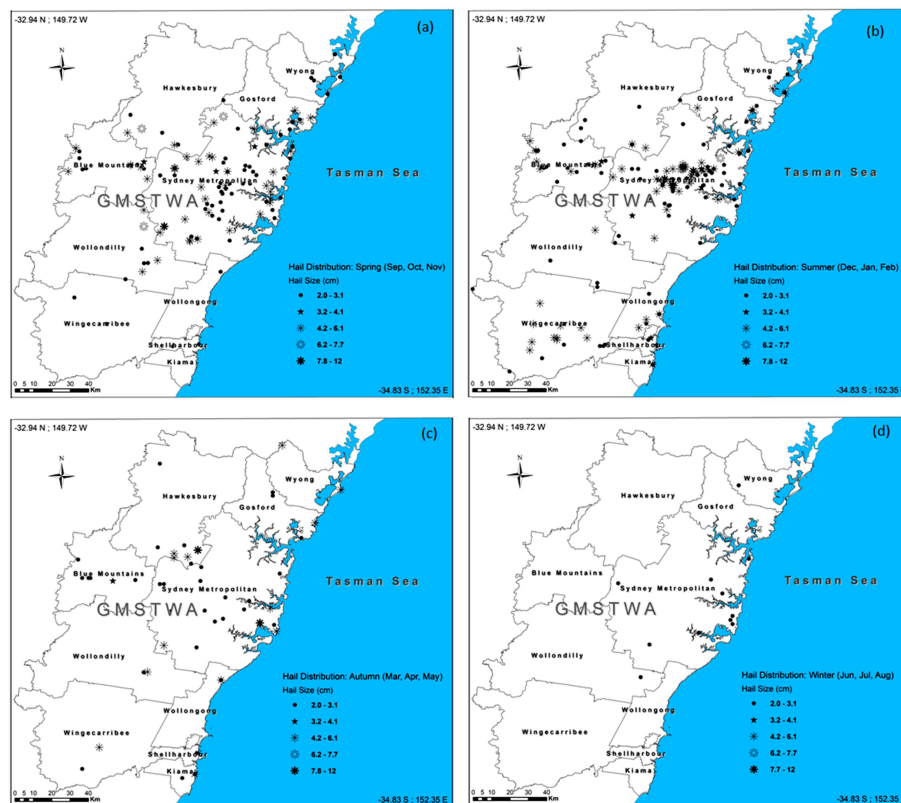 -32.94 N ; 149.72 W
(a)
N
Wyong
Hawkesbury
Gosford
Blue Mountains
Sydney Metropolitan
Tasman Sea
GMSTWA
Wollondilly
Hail Distribution: Spring (Sep, Oct, Nov)
Hail Size (cm)
2.0 - 3.1
Wollongong
3.2 - 4.1
Wingecarribee
4.2 - 6.1
Shellharbour
6.2 - 7.7
Kiama
7.8 - 12
0 5 10 20 30 40
Km
-34.83 S ; 152.35 E
-32.94 N ; 149.72 W
(b)
N
Wyong
Hawkesbury
Gosford
Blue Mountains
Sydney Metropolitan
Tasman Sea
GMSTWA
Wollondilly
Hail Distribution: Summer (Dec, Jan, Feb)
Hail Size (cm)
2.0 - 3.1
Wollongong
3.2 - 4.1
Wingecarribee
4.2 - 6.1
Shellharbour
6.2 - 7.7
Kiama
7.8 - 12
0 5 10 20 30 40
Km
-34.83 S ; 152.35 E
-32.94 N ; 149.72 W
(c)
N
Wyong
Hawkesbury
Gosford
Blue Mountains
Sydney Metropolitan
Tasman Sea
GMSTWA
Wollondilly
Hail Distribution: Autumn (Mar, Apr, May)
Hail Size (cm)
2.0 - 3.1
Wollongong
3.2 - 4.1
Wingecarribee
4.2 - 6.1
Shellharbour
6.2 - 7.7
Kiama
7.8 - 12
0 5 10 20 30 40
Km
-34.83 S ; 152.35 E
-32.94 N ; 149.72 W
(d)
N
Wyong
Hawkesbury
Gosford
Blue Mountains
Sydney Metropolitan
Tasman Sea
GMSTWA
Wollondilly
Hail Distribution: Winter (Jun, Jul, Aug)
Hail Size (cm)
2.0 - 3.1
Wollongong
3.2 - 4.1
Wingecarribee
4.2 - 6.1
Shellharbour
6.2 - 7.7
Kiama
7.7 - 12
0 5 10 20 30 40
Km
-34.83 S ; 152.35